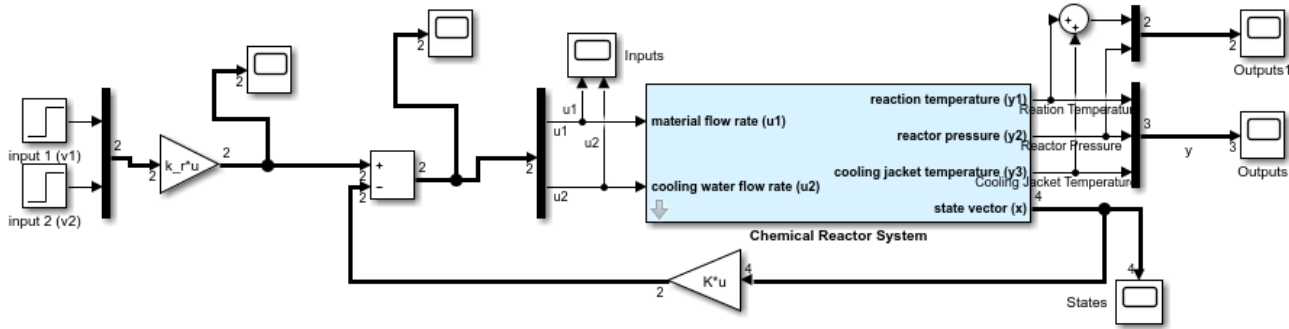 2
Outputs1
2
2
Inputs
2
u1
u2
u1
u2
reaction temperature (y1)
Reation Temperature
material flow rate (u1)
reactor pressure (y2)
Reactor Pressure
cooling jacket temperature (y3)
Cooling Jacket Temperature
cooling water flow rate (u2)
state vector (x)
4
Chemical Reactor System
3
y
3
Outputs
input 1 (v1)
input 2 (v2)
2
2
k_r*u
2
+
−
2
2
2
2
K*u
4
2
4
States
+
+